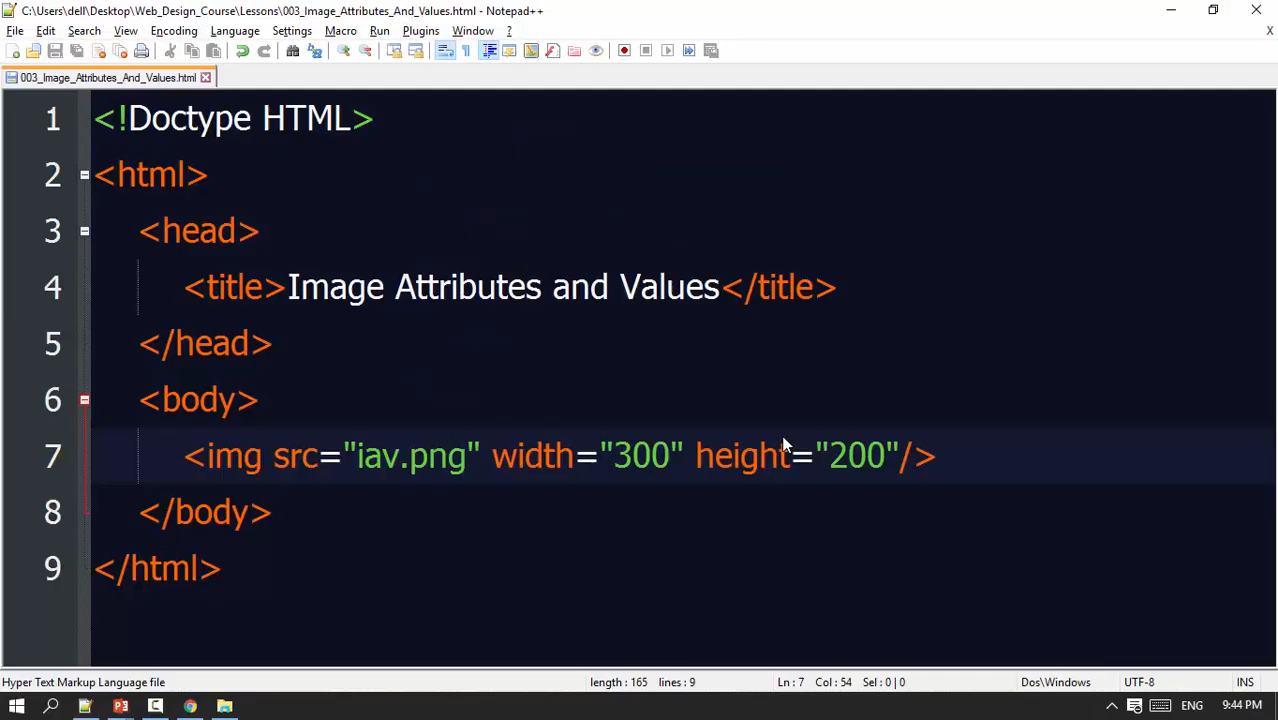 C:\Users\dell\Desktop\Web_Design_Course\Lessons\003_Image_Attributes_And_Values.html - Notepad++
File Edit Search View Encoding Language Settings Macro Run Plugins Window ? X
003_Image_Attributes_And_Values.html
1 <!Doctype HTML>
2 <html>
3 <head>
4 <title>Image Attributes and Values</title>
5 </head>
6 <body>
7 <img src="iav.png" width="300" height="200"/>
8 </body>
9 </html>
Hyper Text Markup Language file length : 165 lines : 9 Ln : 7 Col : 54 Sel : 0 | 0 Dos\Windows UTF-8 INS
ENG 9:44 PM